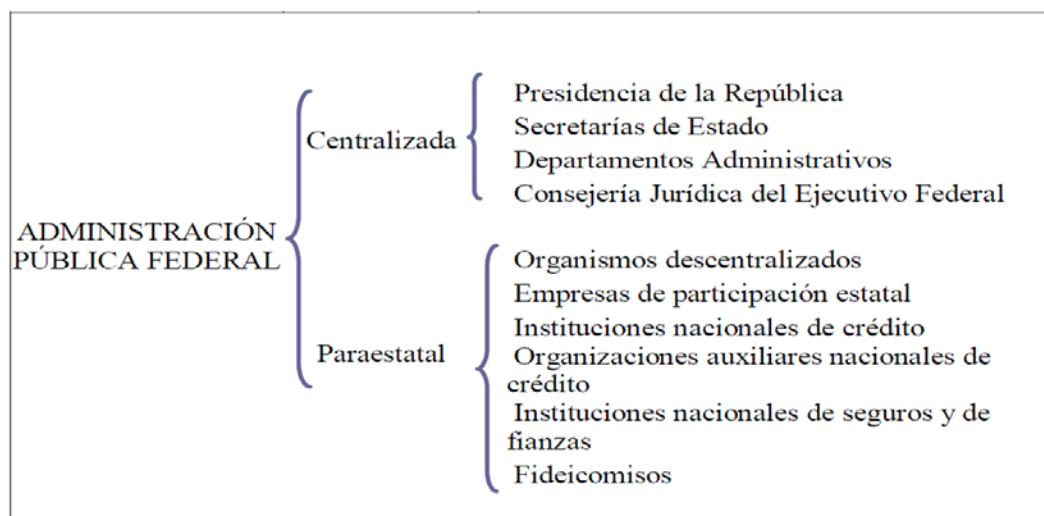 ADMINISTRACIÓN
PÚBLICA FEDERAL
Centralizada
Presidencia de la República
Secretarías de Estado
Departamentos Administrativos
Consejería Jurídica del Ejecutivo Federal
Paraestatal
Organismos descentralizados
Empresas de participación estatal
Instituciones nacionales de crédito
Organizaciones auxiliares nacionales de
crédito
Instituciones nacionales de seguros y de
fianzas
Fideicomisos